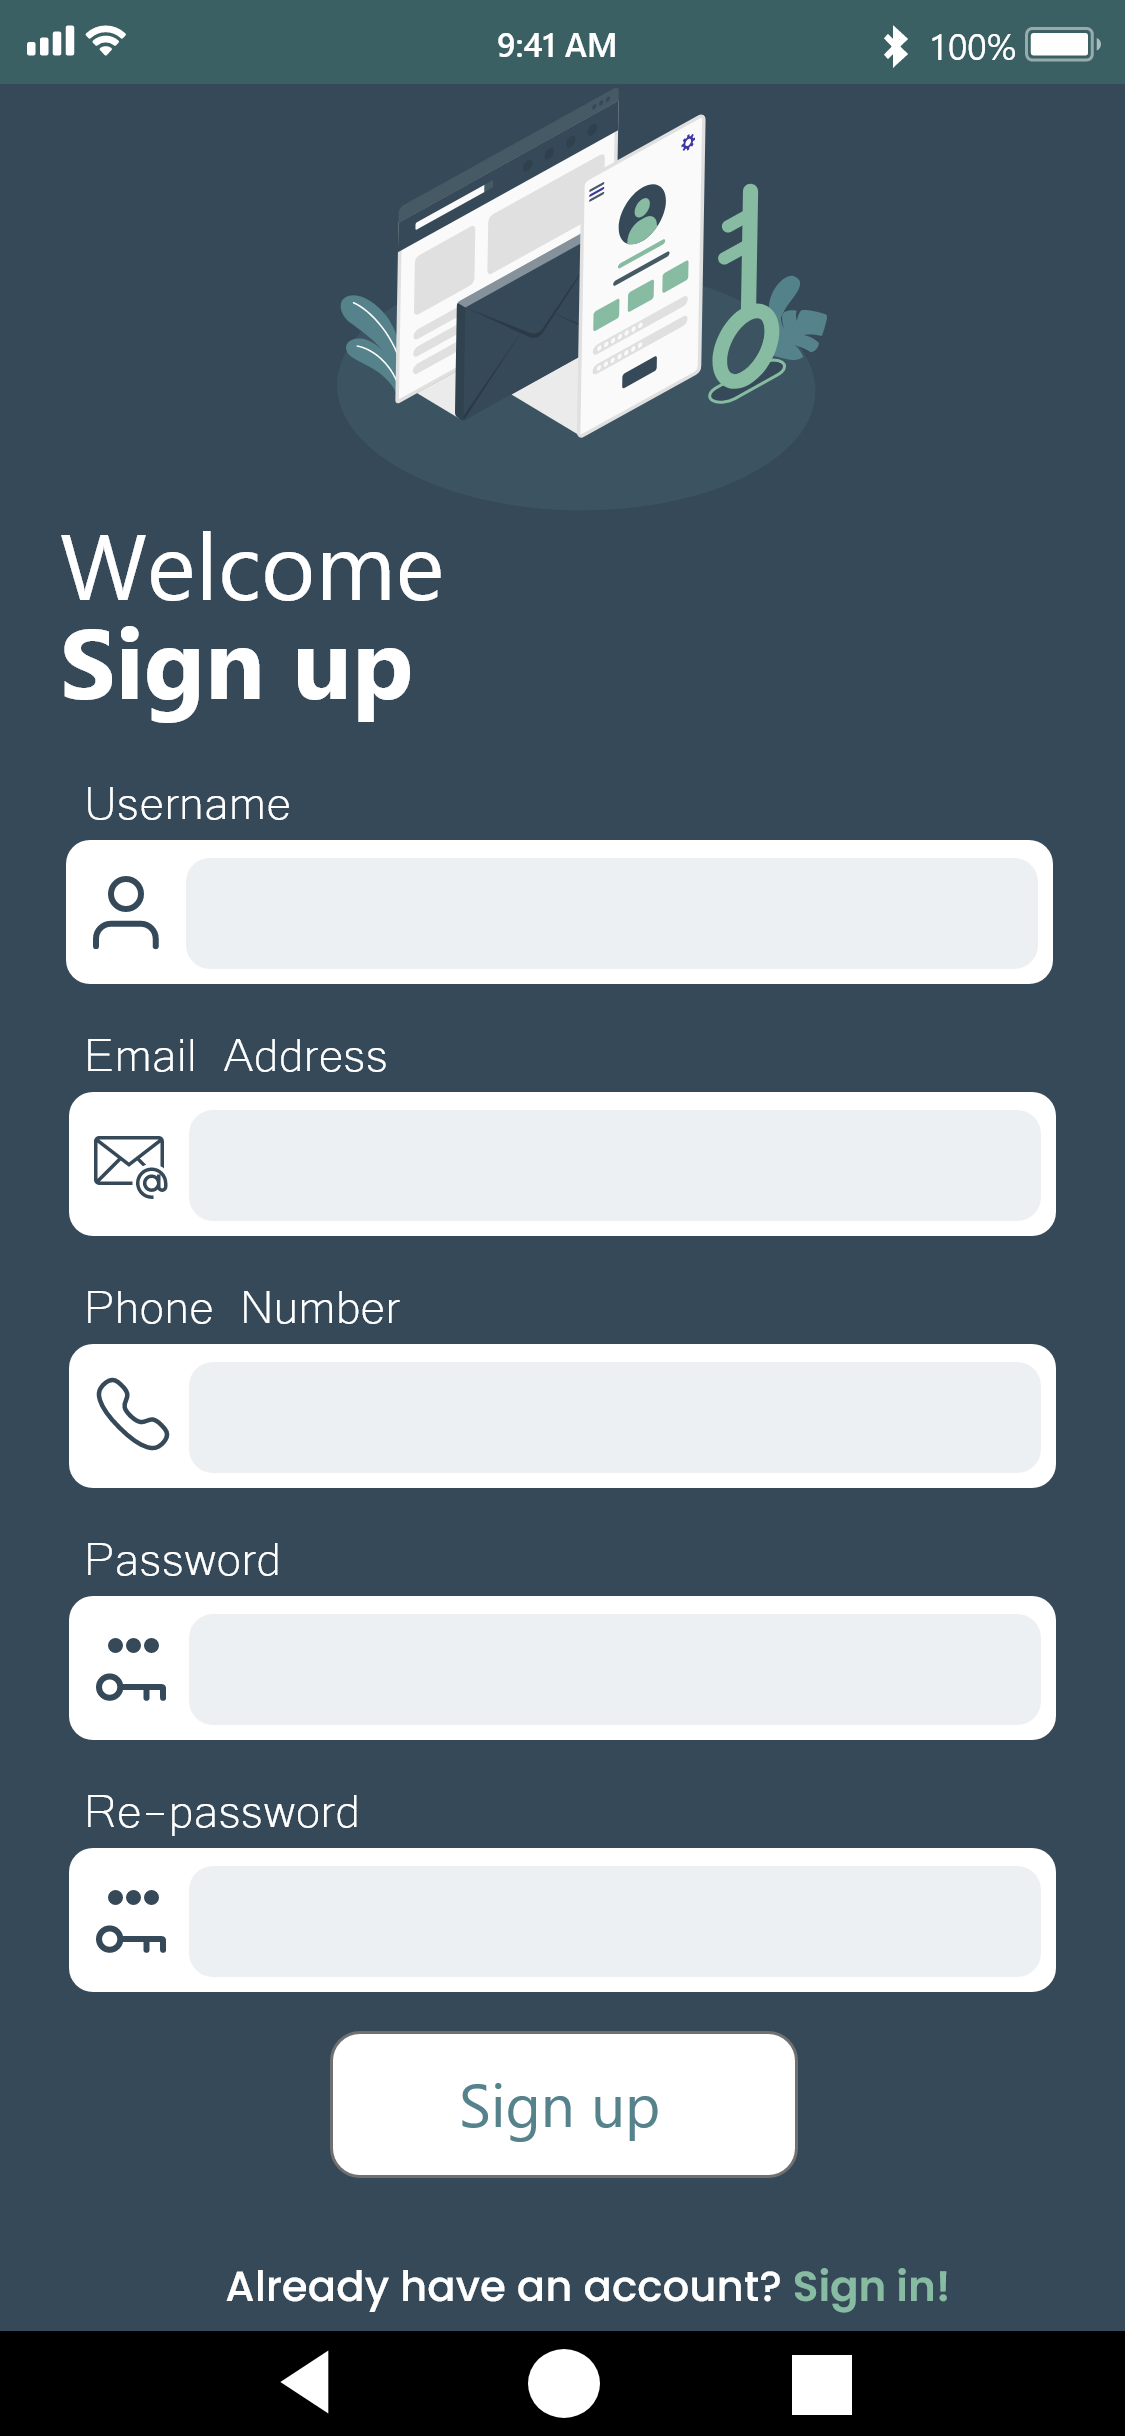 9:41 AM
100%
Welcome
Sign up
Username
Email Address
Phone Number
Password
Re-password
Sign up
Already have an account? Sign in!